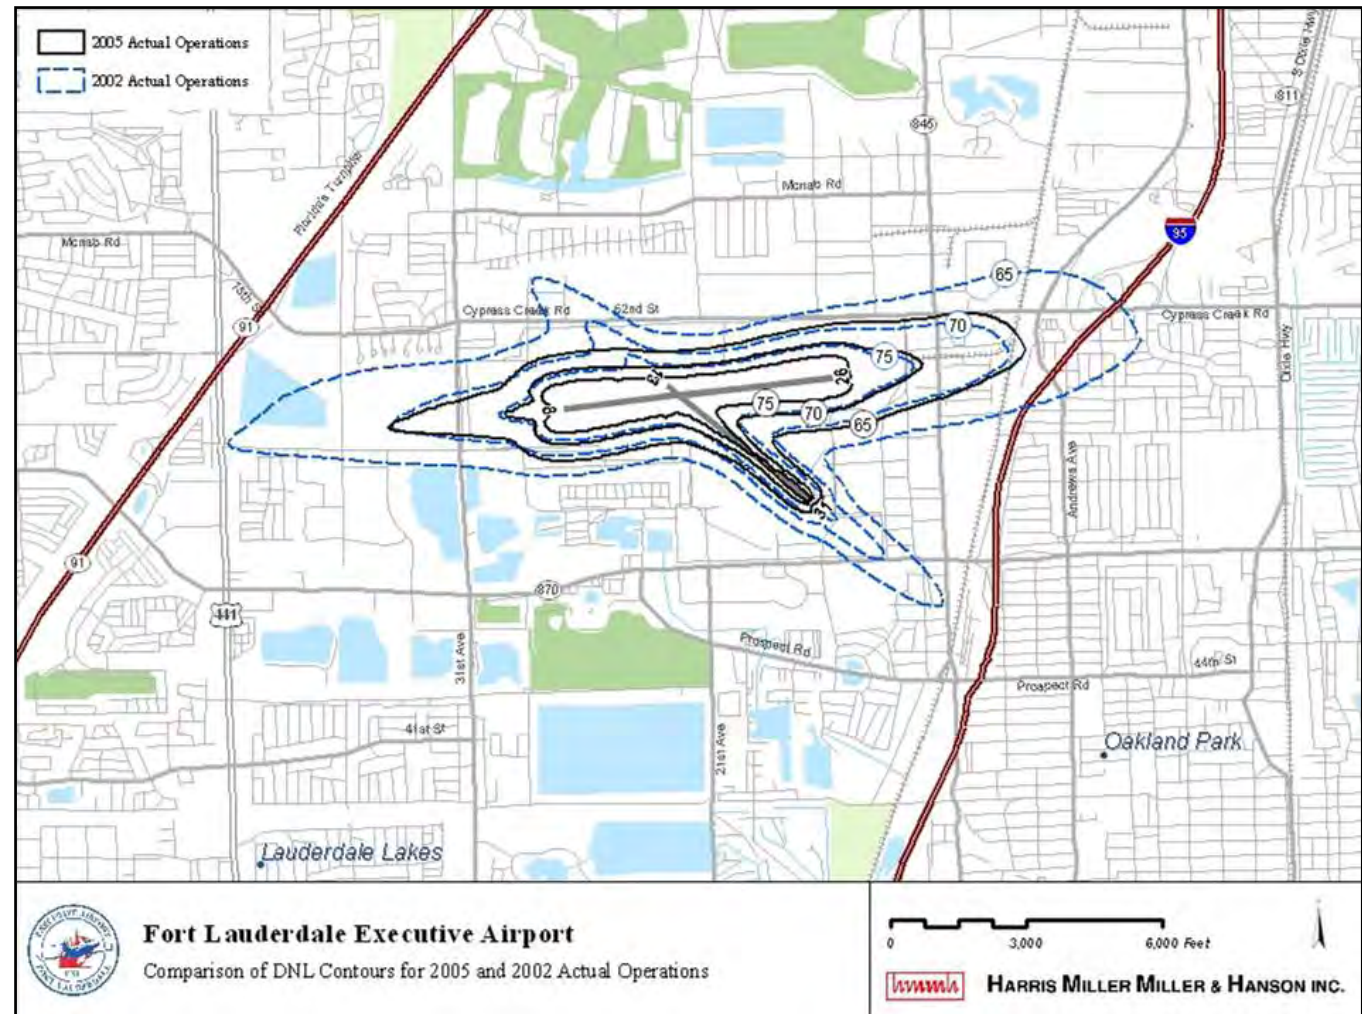 2005 Actual Operations
2002 Actual Operations
S Dixie Hwy
811
845
Florida's Turnpike
Mcnab Rd
95
Mcnab Rd
75th St
65
Cypress Creek Rd
62nd St
Cypress Creek Rd
91
70
75
Dixie Hwy
26
8
75
70
65
Andrews Ave
91
870
441
31st Ave
Prospect Rd
44th St
Prospect Rd
41st St
21st Ave
Oakland Park
Lauderdale Lakes
Fort Lauderdale Executive Airport
Comparison of DNL Contours for 2005 and 2002 Actual Operations
0
3,000
6,000 Feet
HARRIS MILLER MILLER & HANSON INC.